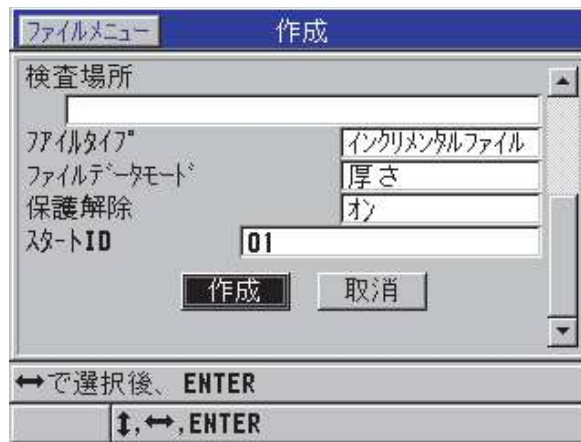 ファイルメニュー 作成
検査場所
ファイルタイプ インクリメンタルファイル
ファイルデータモード 厚さ
保護解除 オン
スタートID 01
作成 取消
↔で選択後、ENTER
↕,↔,ENTER